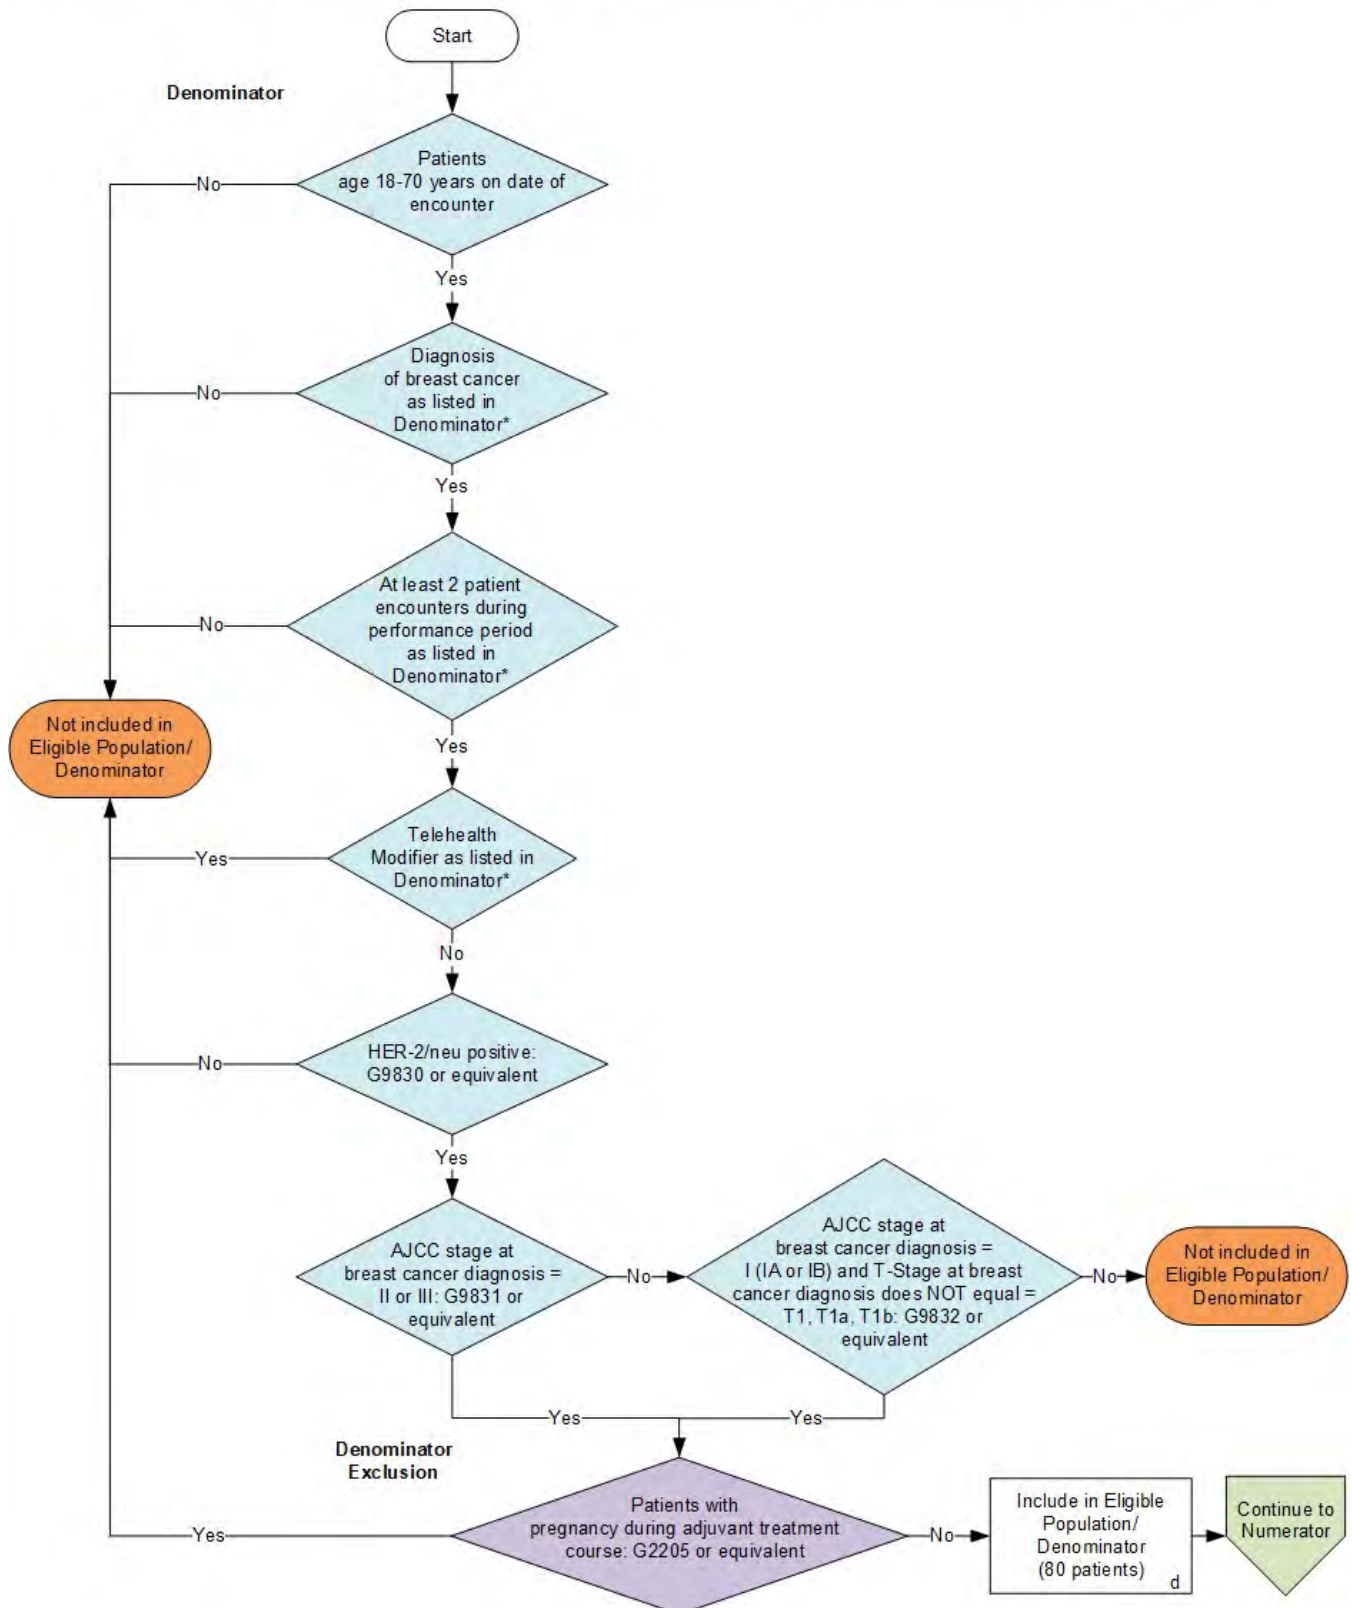 Start
Denominator
Patients
age 18-70 years on date of
encounter
No
Yes
Diagnosis
of breast cancer
as listed in
Denominator*
No
Yes
At least 2 patient
encounters during
performance period
as listed in
Denominator*
No
Yes
Not included in
Eligible Population/
Denominator
Telehealth
Modifier as listed in
Denominator*
Yes
No
HER-2/neu positive:
G9830 or equivalent
No
Yes
AJCC stage at
breast cancer diagnosis =
II or III: G9831 or
equivalent
No
AJCC stage at
breast cancer diagnosis =
I (IA or IB) and T-Stage at breast
cancer diagnosis does NOT equal =
T1, T1a, T1b: G9832 or
equivalent
No
Not included in
Eligible Population/
Denominator
Yes
Yes
Denominator
Exclusion
Patients with
pregnancy during adjuvant treatment
course: G2205 or equivalent
Yes
No
Include in Eligible
Population/
Denominator
(80 patients)
d
Continue to
Numerator